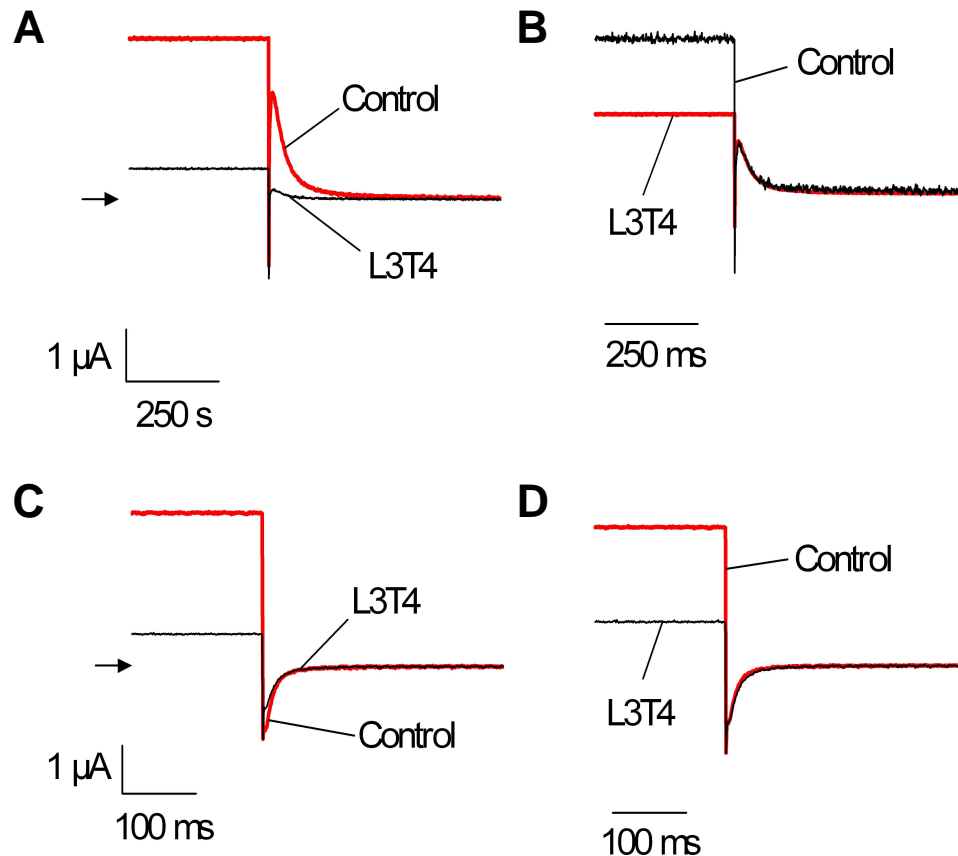 A
Control
L3T4
1 µA
250 s
B
Control
L3T4
250 ms
C
L3T4
Control
1 µA
100 ms
D
Control
L3T4
100 ms